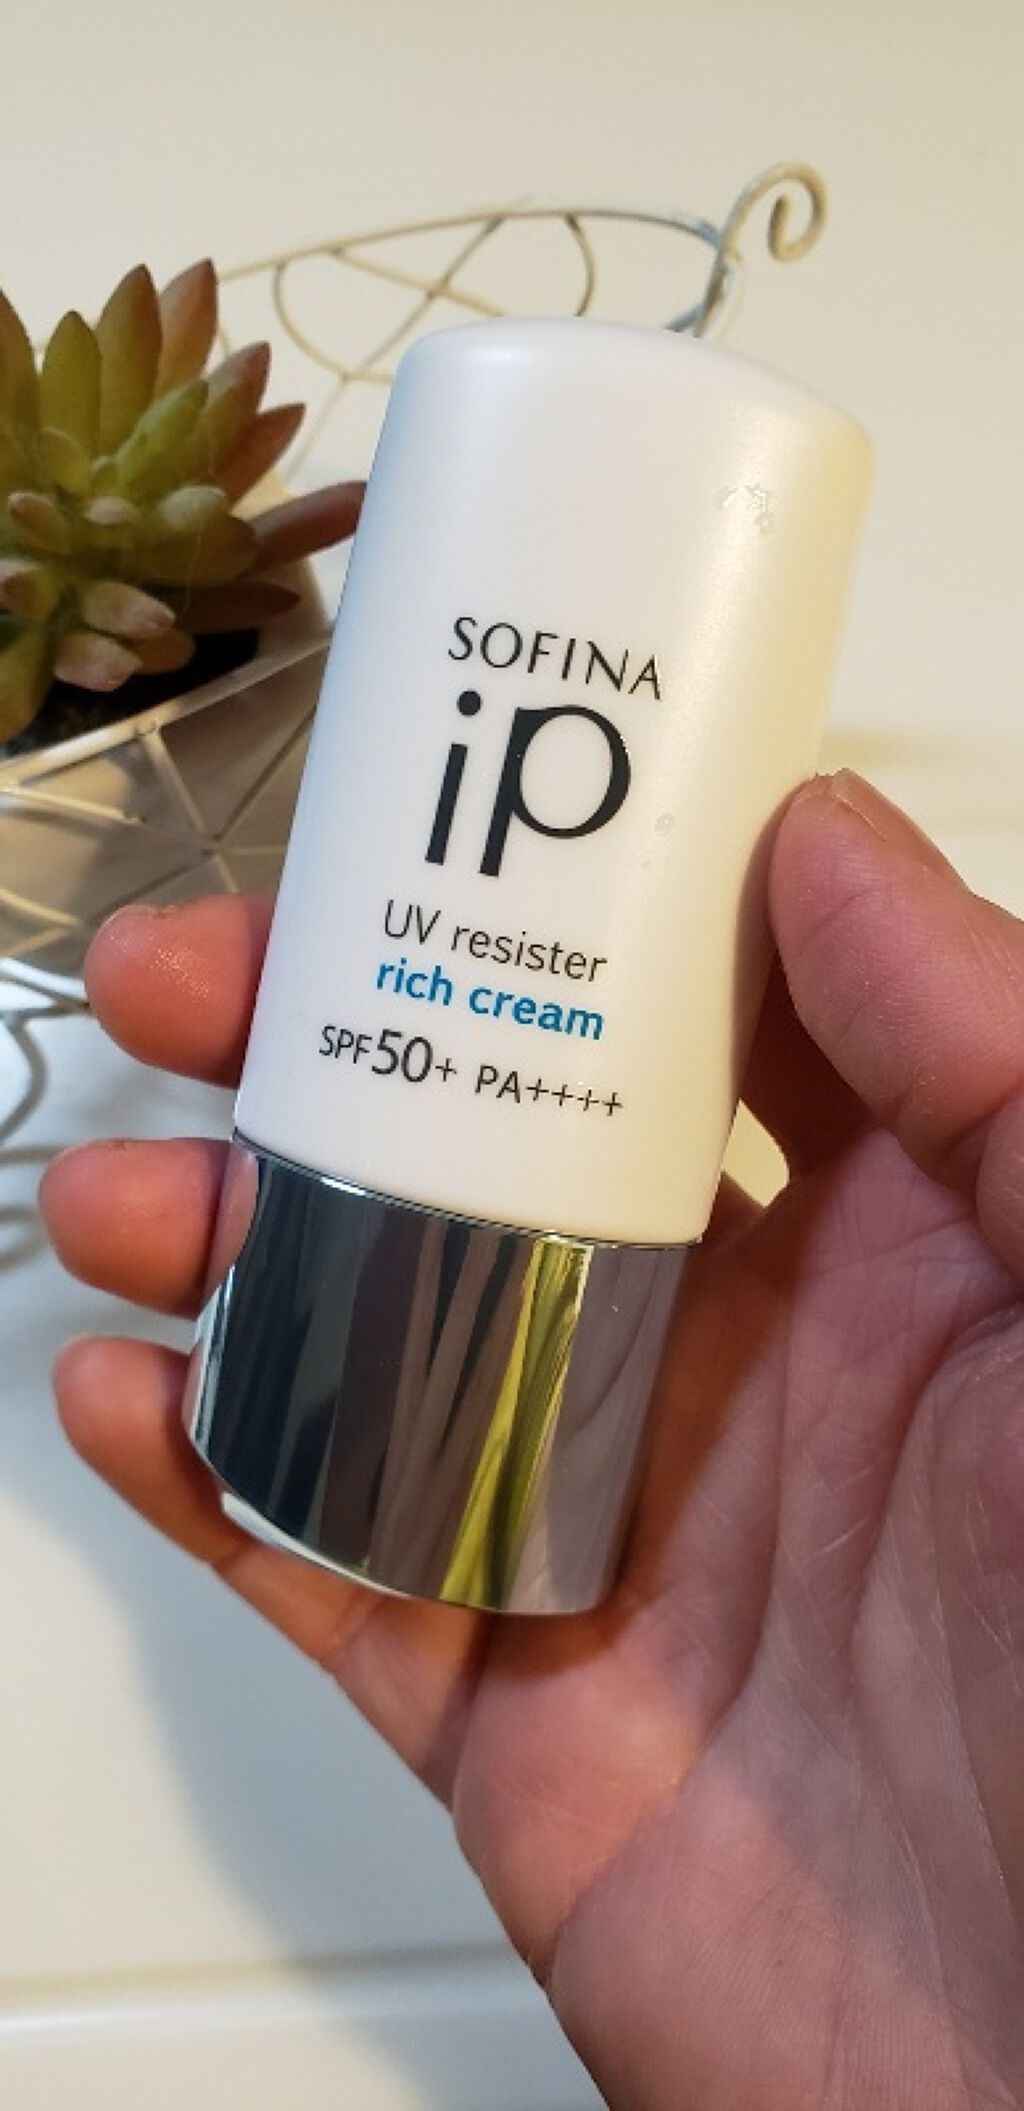 SOFINA
iP
UV resister
rich cream
SPF50+ PA++++